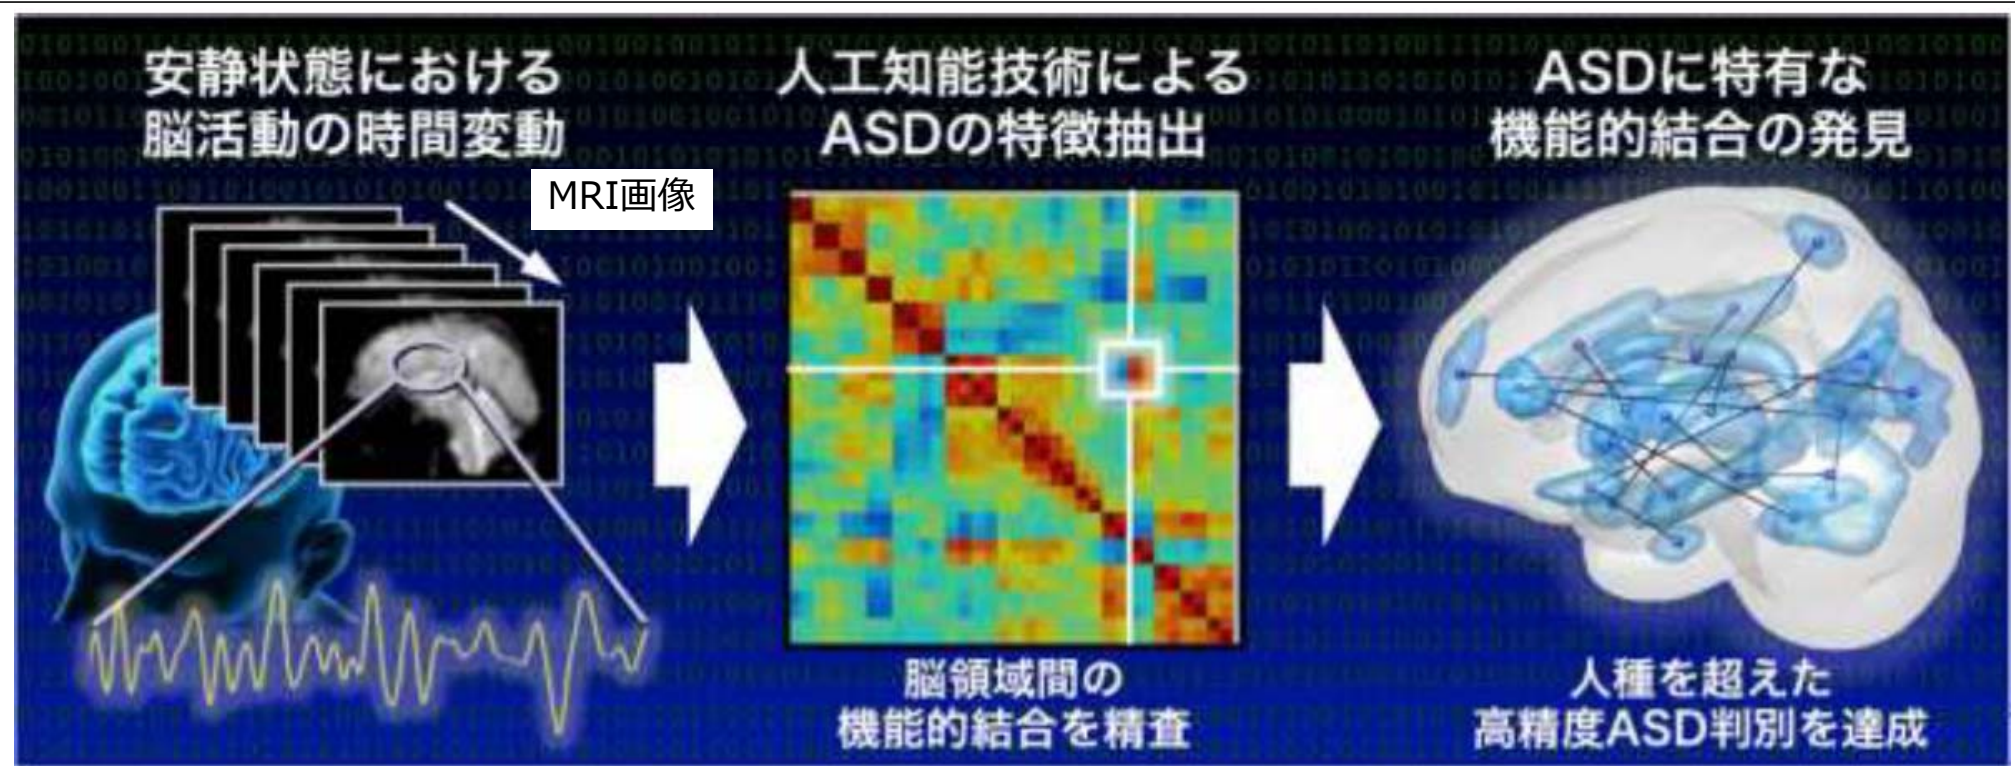 安静状態における
脳活動の時間変動
MRI画像
人工知能技術による
ASDの特徴抽出
脳領域間の
機能的結合を精査
ASDに特有な
機能的結合の発見
人種を超えた
高精度ASD判別を達成